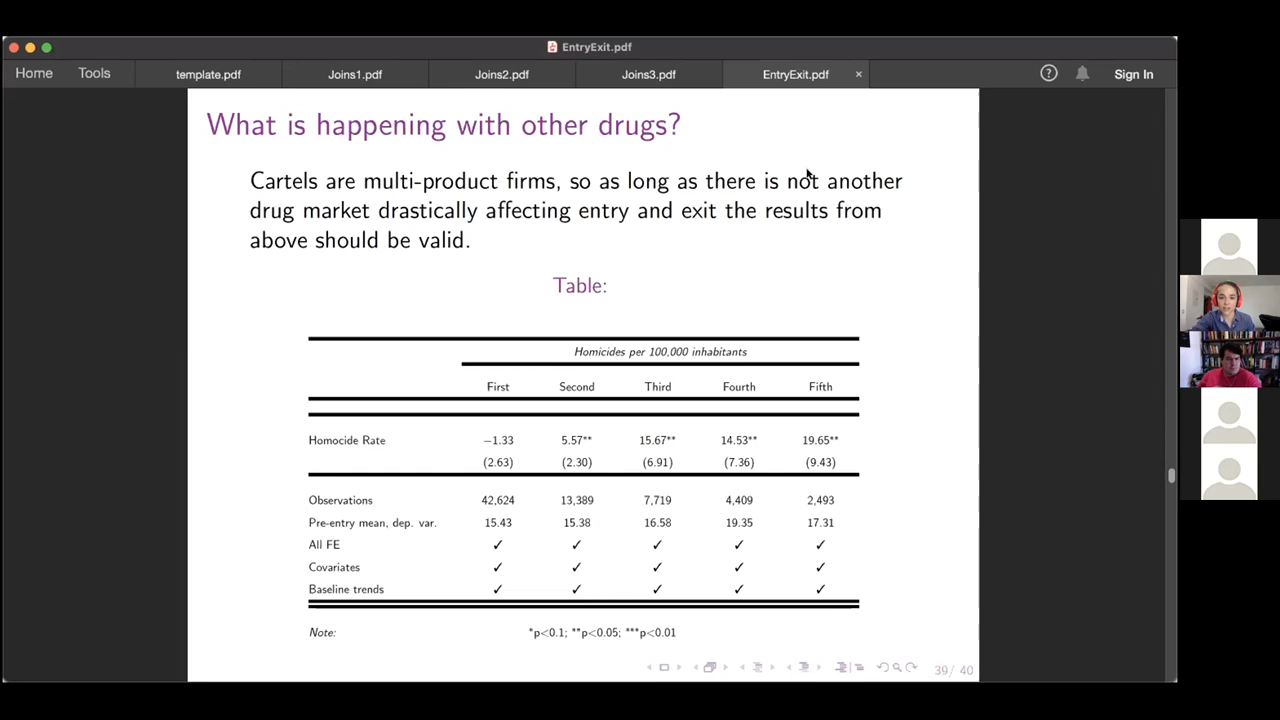 EntryExit.pdf
Home Tools template.pdf Joins1.pdf Joins2.pdf Joins3.pdf EntryExit.pdf × ? Sign In
What is happening with other drugs?
Cartels are multi-product firms, so as long as there is not another
drug market drastically affecting entry and exit the results from
above should be valid.
Table:
Homicides per 100,000 inhabitants
First Second Third Fourth Fifth
Homocide Rate −1.33 5.57** 15.67** 14.53** 19.65**
(2.63) (2.30) (6.91) (7.36) (9.43)
Observations 42,624 13,389 7,719 4,409 2,493
Pre-entry mean, dep. var. 15.43 15.38 16.58 19.35 17.31
All FE ✓ ✓ ✓ ✓ ✓
Covariates ✓ ✓ ✓ ✓ ✓
Baseline trends ✓ ✓ ✓ ✓ ✓
Note: *p<0.1; **p<0.05; ***p<0.01
39/ 40